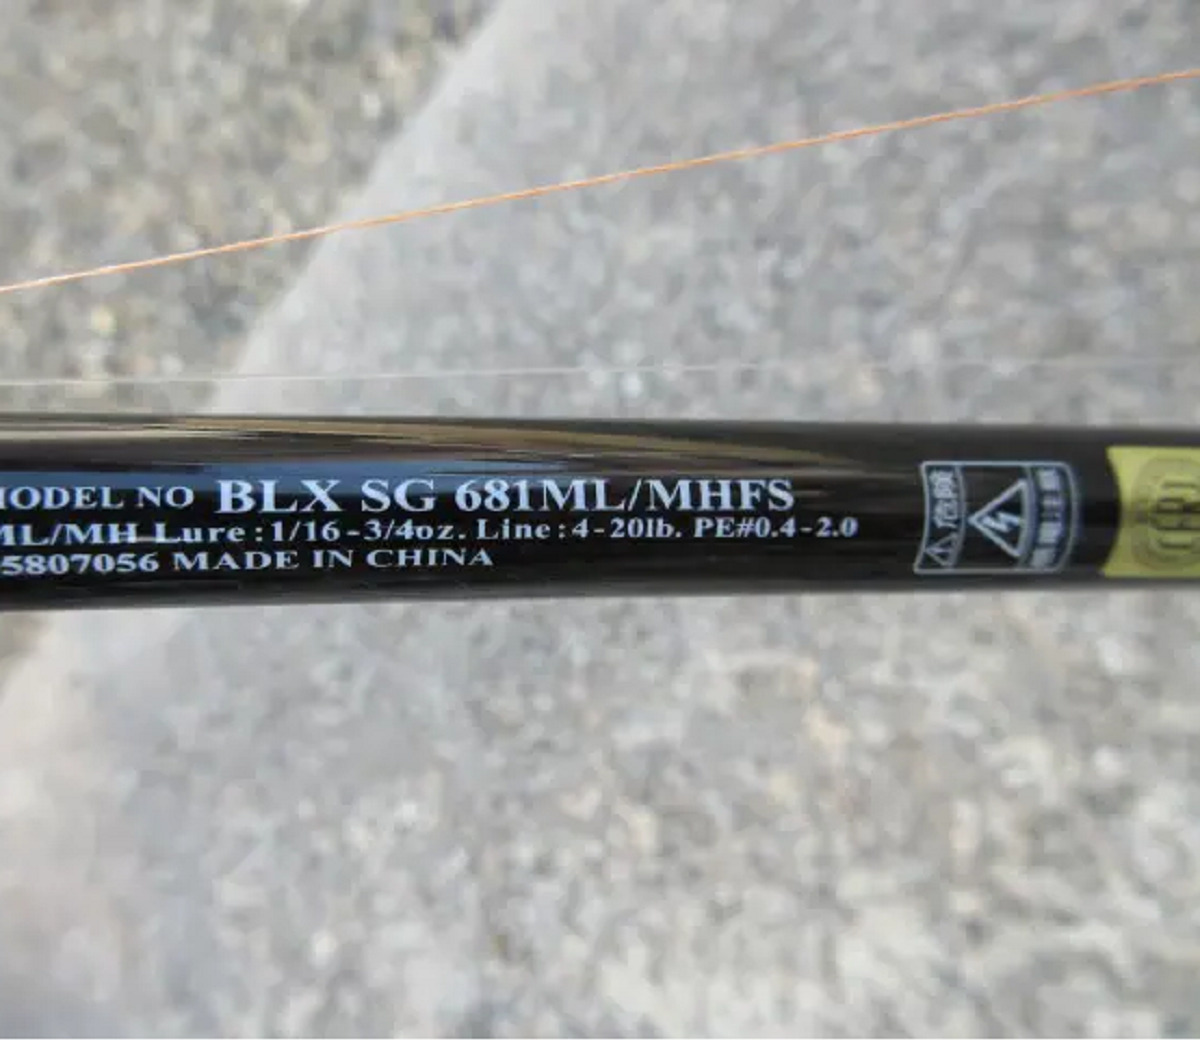 MODEL NO BLX SG 681ML/MHFS
ML/MH Lure:1/16-3/4oz. Line:4-20lb. PE#0.4-2.0
5807056 MADE IN CHINA
危険